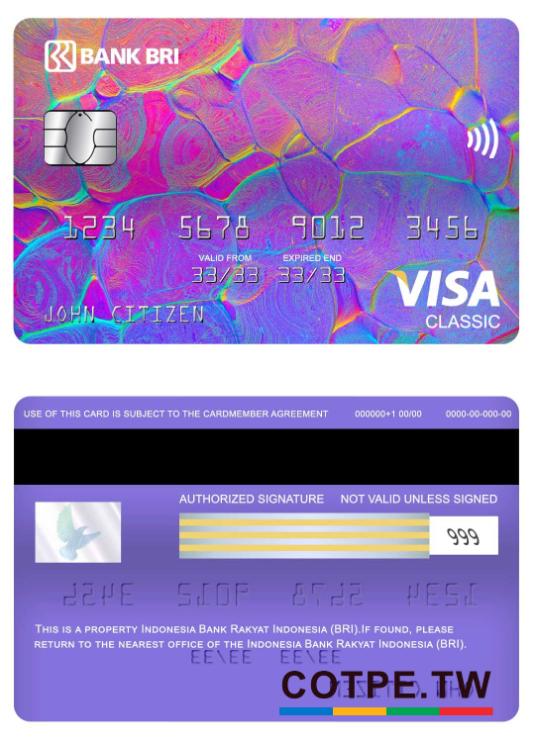 BANK BRI
1234 5678 9012 3456
VALID FROM EXPIRED END
33/33 33/33
JOHN CITIZEN
VISA
CLASSIC
USE OF THIS CARD IS SUBJECT TO THE CARDMEMBER AGREEMENT 000000+1 00/00 0000-00-000-00
AUTHORIZED SIGNATURE NOT VALID UNLESS SIGNED
999
THIS IS A PROPERTY INDONESIA BANK RAKYAT INDONESIA (BRI).IF FOUND, PLEASE
RETURN TO THE NEAREST OFFICE OF THE INDONESIA BANK RAKYAT INDONESIA (BRI).
COTPE.TW